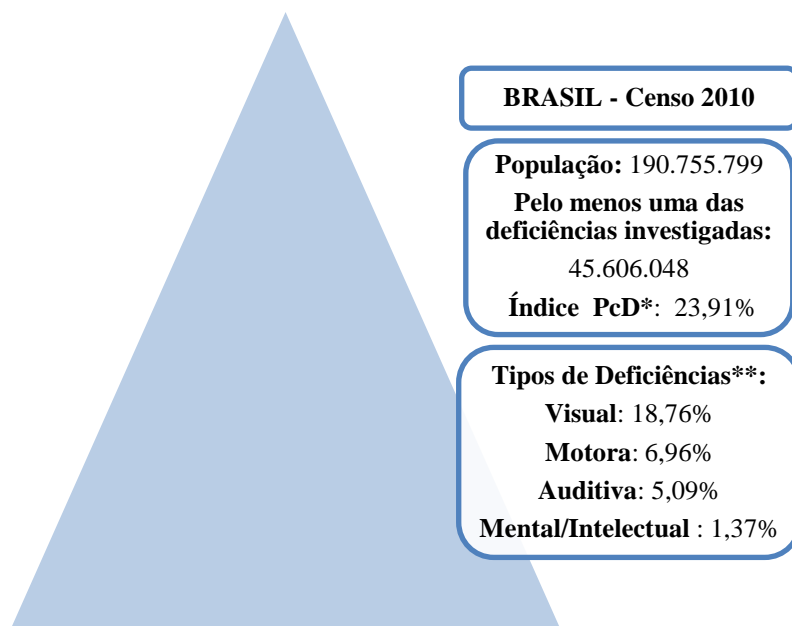 BRASIL - Censo 2010
População: 190.755.799
Pelo menos uma das
deficiências investigadas:
45.606.048
Índice PcD*: 23,91%
Tipos de Deficiências**:
Visual: 18,76%
Motora: 6,96%
Auditiva: 5,09%
Mental/Intelectual : 1,37%